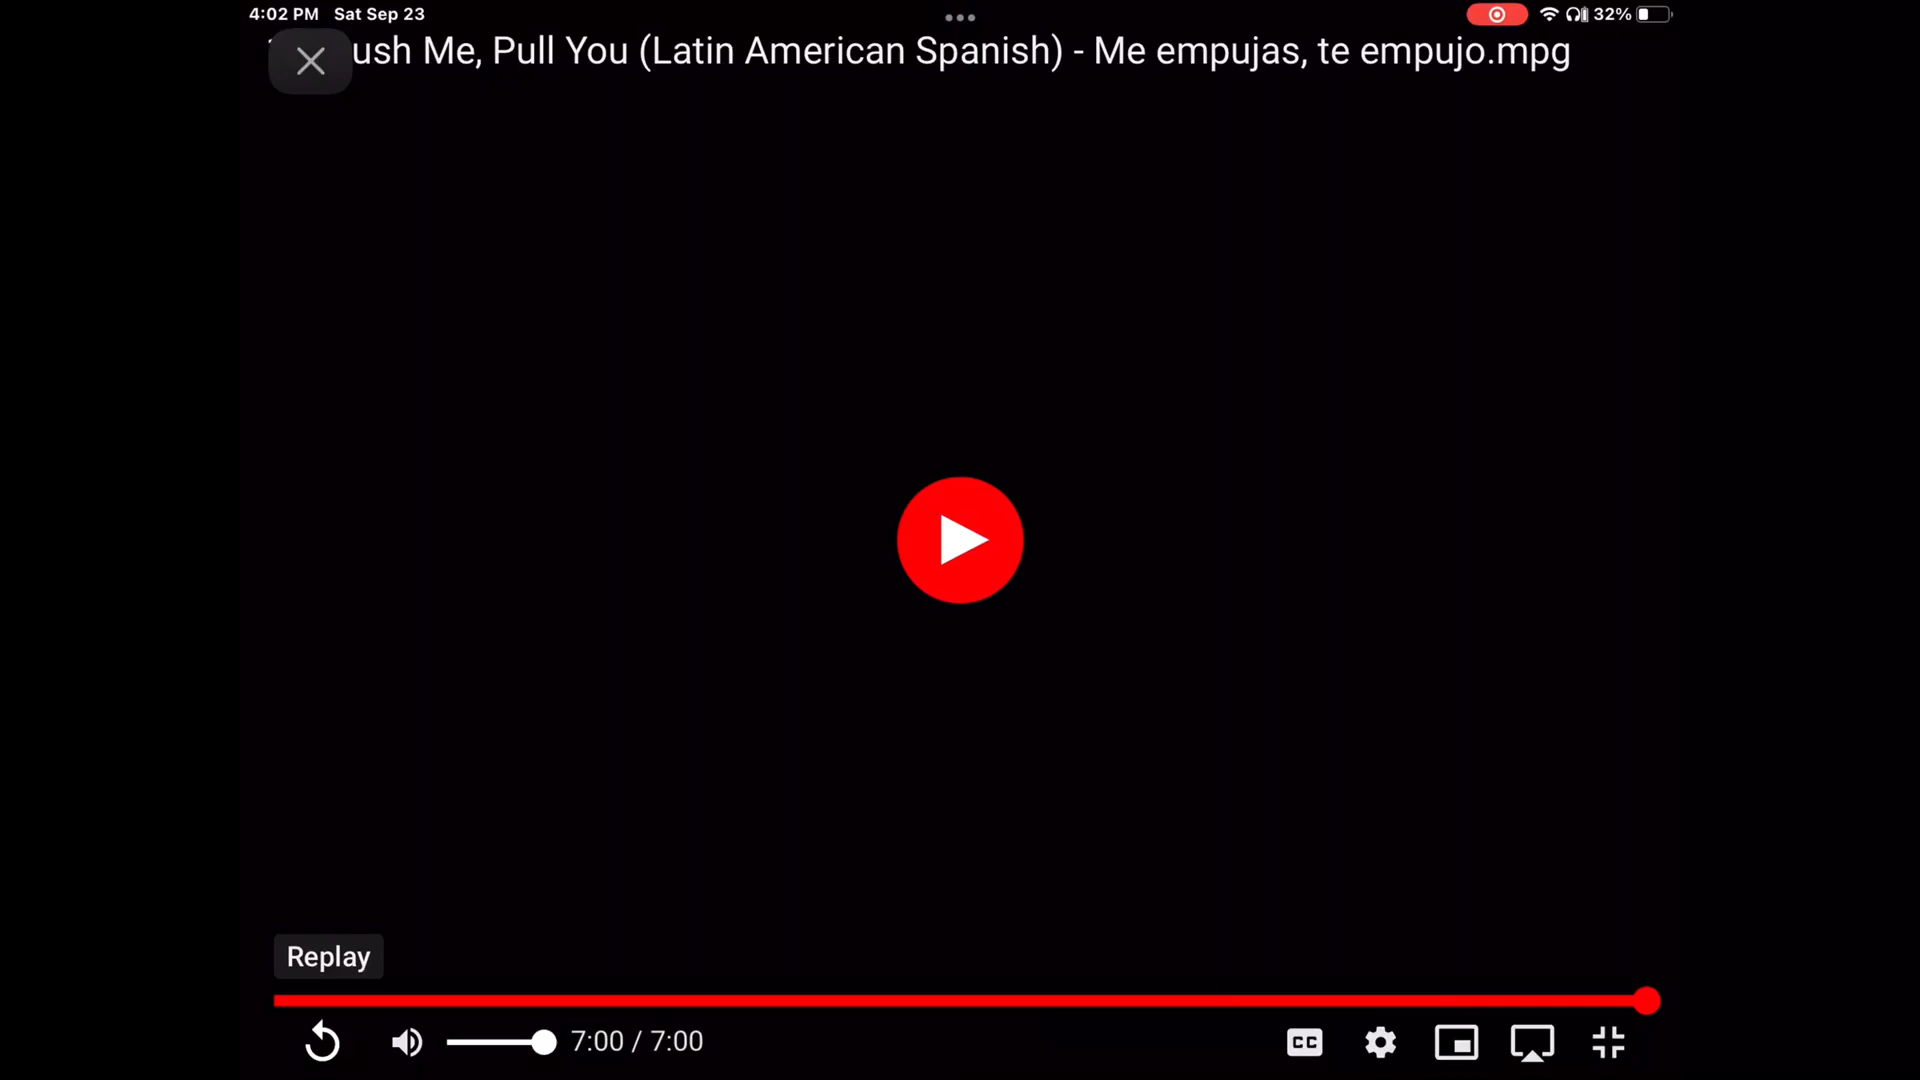 4:02 PM Sat Sep 23
32%
ush Me, Pull You (Latin American Spanish) - Me empujas, te empujo.mpg
Replay
7:00 / 7:00
CC